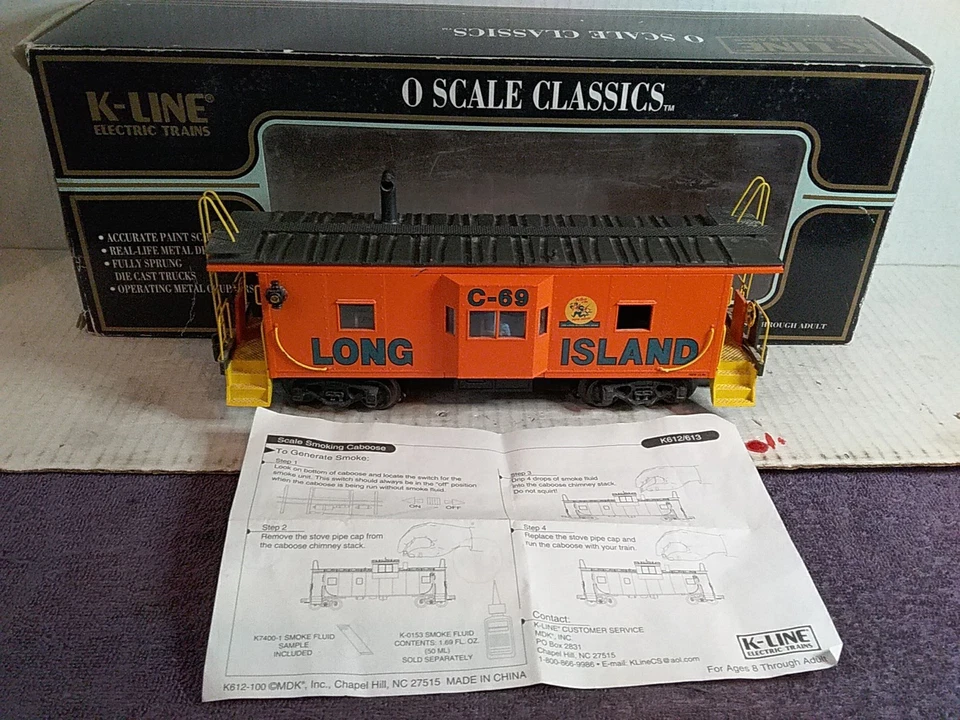 K-LINE
O SCALE CLASSICS™
K-LINE®
ELECTRIC TRAINS
O SCALE CLASSICS™
• ACCURATE PAINT
• REAL-LIFE METAL
• FULLY SPRUNG
DIE CAST TRUCKS
• OPERATING METAL
THROUGH ADULT
C-69
LONG ISLAND
Scale Smoking Caboose
K612/613
To Generate Smoke:
Step 1
Look on bottom of caboose and locate the switch for the
smoke unit. This switch should always be in the "off" position
when the caboose is being run without smoke fluid.
ON OFF
Step 2
Remove the stove pipe cap from
the caboose chimney stack.
K7400-1 SMOKE FLUID
SAMPLE
INCLUDED
K-0153 SMOKE FLUID
CONTENTS: 1.69 FL. OZ.
(50 ML)
SOLD SEPARATELY
Step 3
Drip 4 drops of smoke fluid
into the caboose chimney stack.
Do not squirt!
Step 4
Replace the stove pipe cap and
run the caboose with your train.
Contact:
K-LINE® CUSTOMER SERVICE
MDK®, INC.
PO Box 2831
Chapel Hill, NC 27515
1-800-866-9986 • E-mail: KLineCS@aol.com
K-LINE
ELECTRIC TRAINS
For Ages 8 Through Adult
K612-100 ©MDK®, Inc., Chapel Hill, NC 27515 MADE IN CHINA